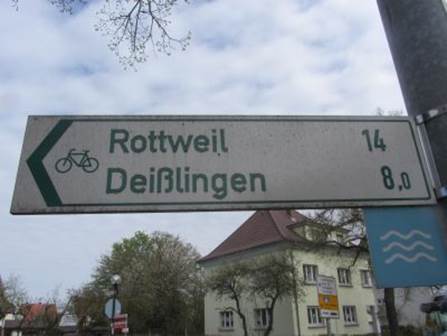 Rottweil 14
Deißlingen 8,0